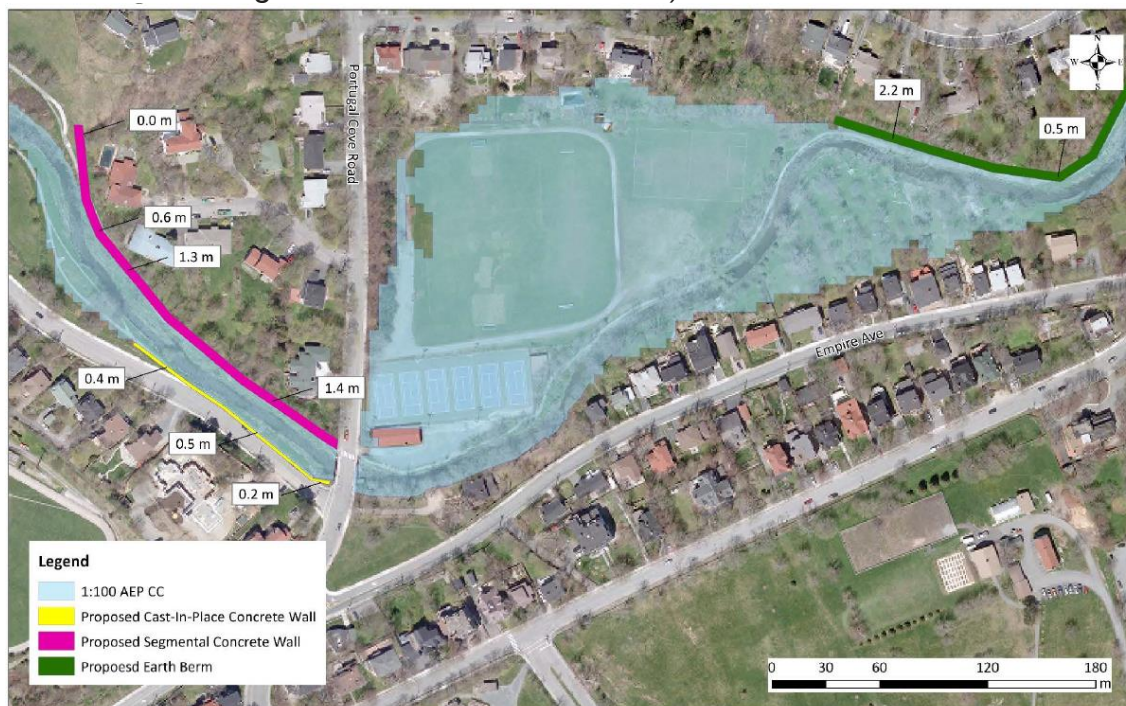 N
W E
S
2.2 m
0.0 m
0.5 m
Portugal Cove Road
0.6 m
1.3 m
Empire Ave
0.4 m
1.4 m
0.5 m
0.2 m
Legend
1:100 AEP CC
Proposed Cast-In-Place Concrete Wall
Proposed Segmental Concrete Wall
Propoesd Earth Berm
0 30 60 120 180
m